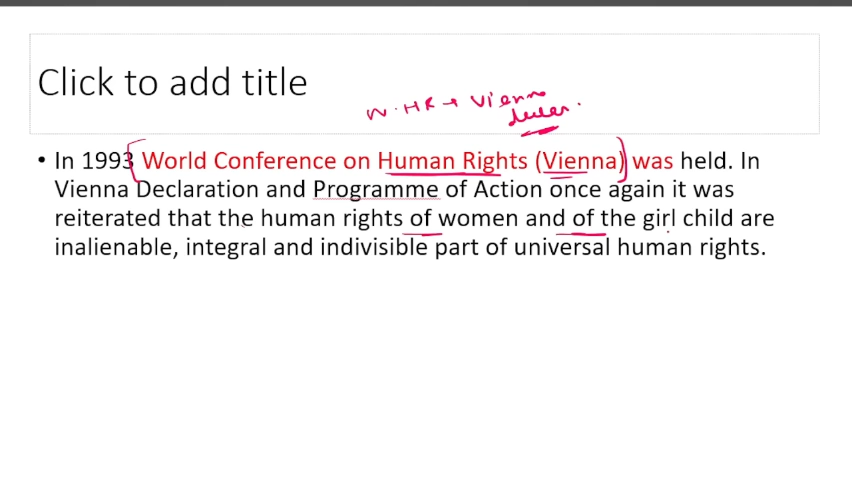 Click to add title
W.HR → Vienna
• In 1993 World Conference on Human Rights (Vienna) was held. In
Vienna Declaration and Programme of Action once again it was
reiterated that the human rights of women and of the girl child are
inalienable, integral and indivisible part of universal human rights.